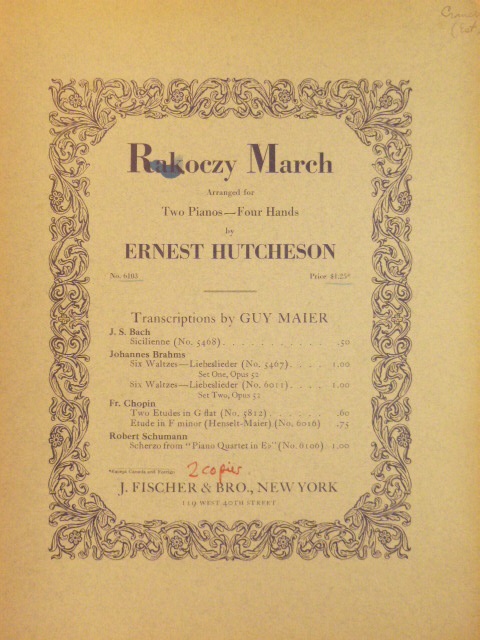 Rakoczy March
Arranged for
Two Pianos—Four Hands
by
ERNEST HUTCHESON
No. 6103 Price $1.25*
Transcriptions by GUY MAIER
J. S. Bach
Sicilienne (No. 5468) . . . . . . . . . . . .50
Johannes Brahms
Six Waltzes—Liebeslieder (No. 5467) . . . . 1.00
Set One, Opus 52
Six Waltzes—Liebeslieder (No. 6011) . . . . 1.00
Set Two, Opus 52
Fr. Chopin
Two Etudes in G flat (No. 5812) . . . . . . .60
Etude in F minor (Henselt-Maier) (No. 6016) .75
Robert Schumann
Scherzo from "Piano Quartet in E♭" (No. 6100) 1.00
*Except Canada and Foreign
2 copies.
J. FISCHER & BRO., NEW YORK
119 WEST 40TH STREET